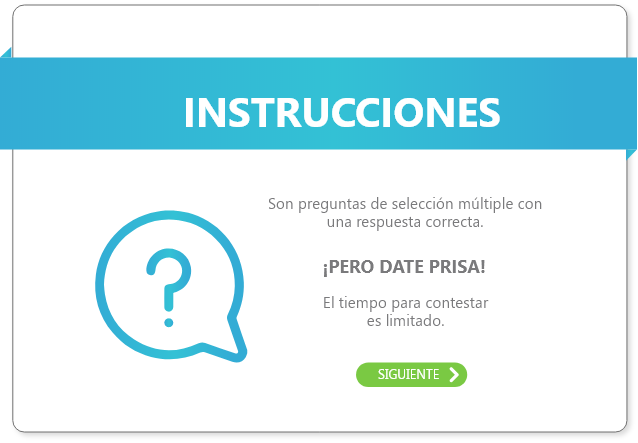 INSTRUCCIONES
Son preguntas de selección múltiple con
una respuesta correcta.
¡PERO DATE PRISA!
El tiempo para contestar
es limitado.
SIGUIENTE